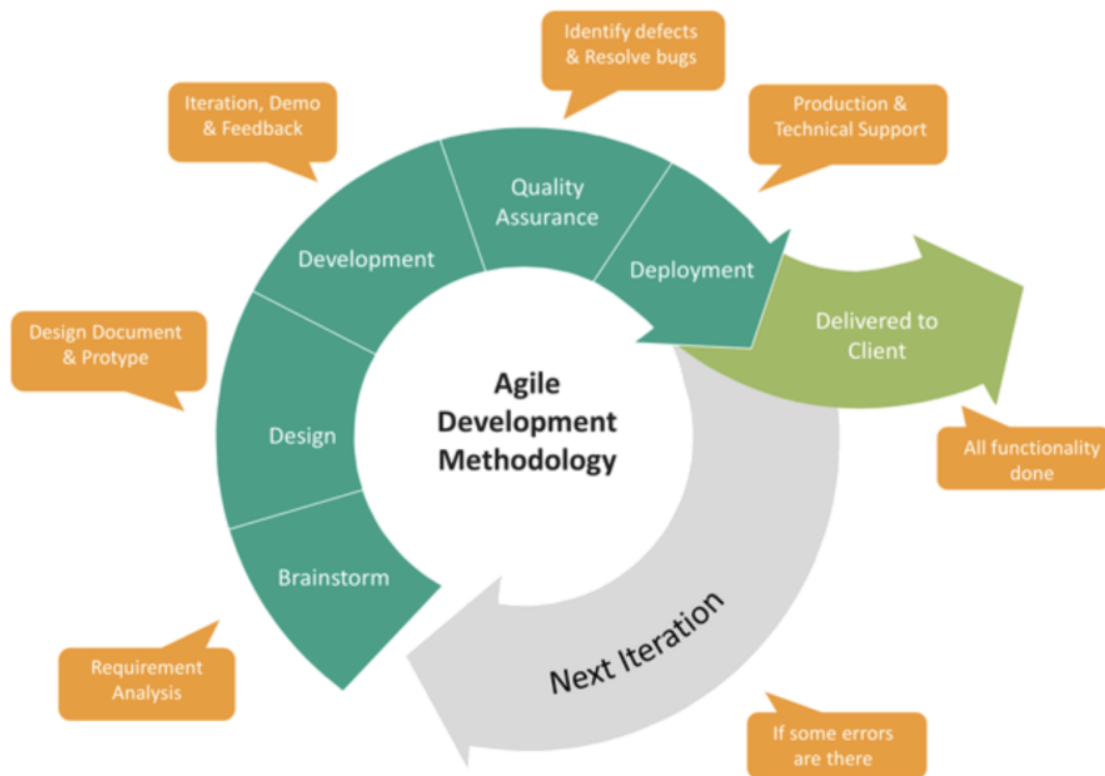 Identify defects
& Resolve bugs
Iteration, Demo
& Feedback
Production &
Technical Support
Quality
Assurance
Development
Deployment
Delivered to
Client
Design Document
& Protype
Agile
Development
Methodology
Design
All functionality
done
Brainstorm
Next Iteration
Requirement
Analysis
If some errors
are there